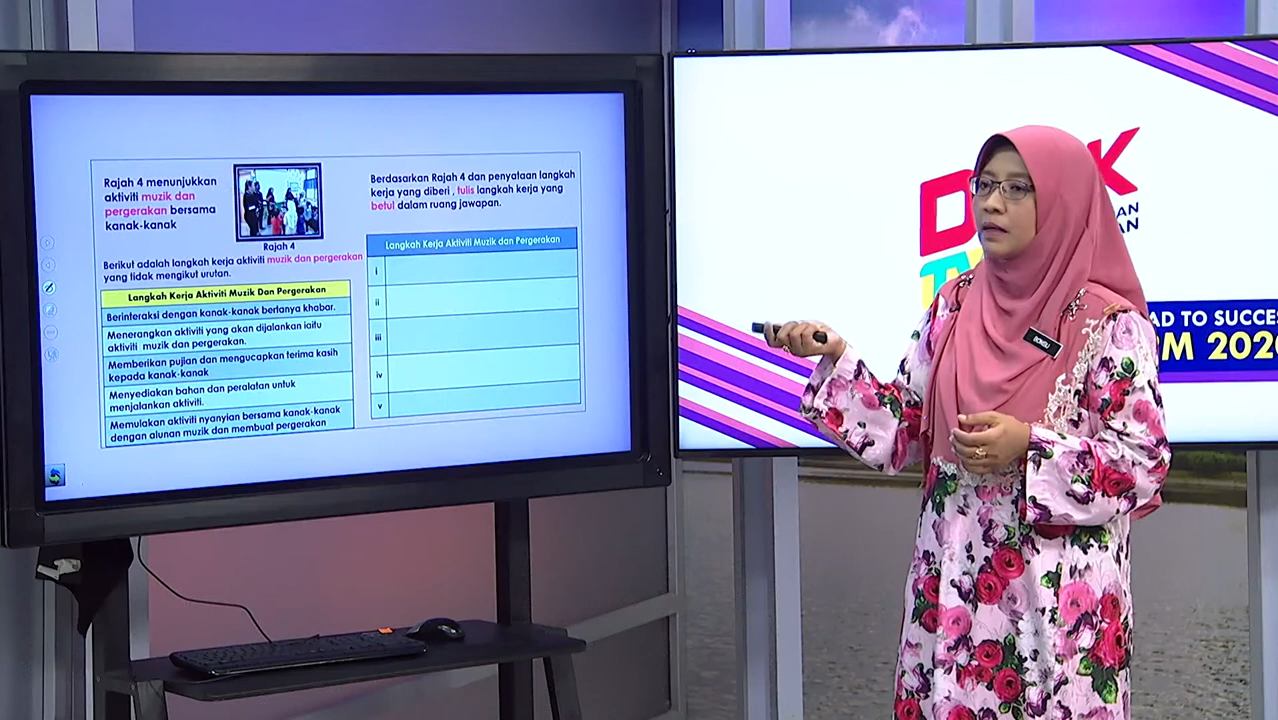 Rajah 4 menunjukkan
aktiviti muzik dan
pergerakan bersama
kanak-kanak
Rajah 4
Berikut adalah langkah kerja aktiviti muzik dan pergerakan
yang tidak mengikut urutan.
Langkah Kerja Aktiviti Muzik Dan Pergerakan
Berinteraksi dengan kanak-kanak bertanya khabar.
Menerangkan aktiviti yang akan dijalankan iaitu
aktiviti muzik dan pergerakan.
Memberikan pujian dan mengucapkan terima kasih
kepada kanak-kanak
Menyediakan bahan dan peralatan untuk
menjalankan aktiviti.
Memulakan aktiviti nyanyian bersama kanak-kanak
dengan alunan muzik dan membuat pergerakan
Berdasarkan Rajah 4 dan penyataan langkah
kerja yang diberi , tulis langkah kerja yang
betul dalam ruang jawapan.
Langkah Kerja Aktiviti Muzik dan Pergerakan
i
ii
iii
iv
v
D K
AN
AN
AD TO SUCCES
PM 202